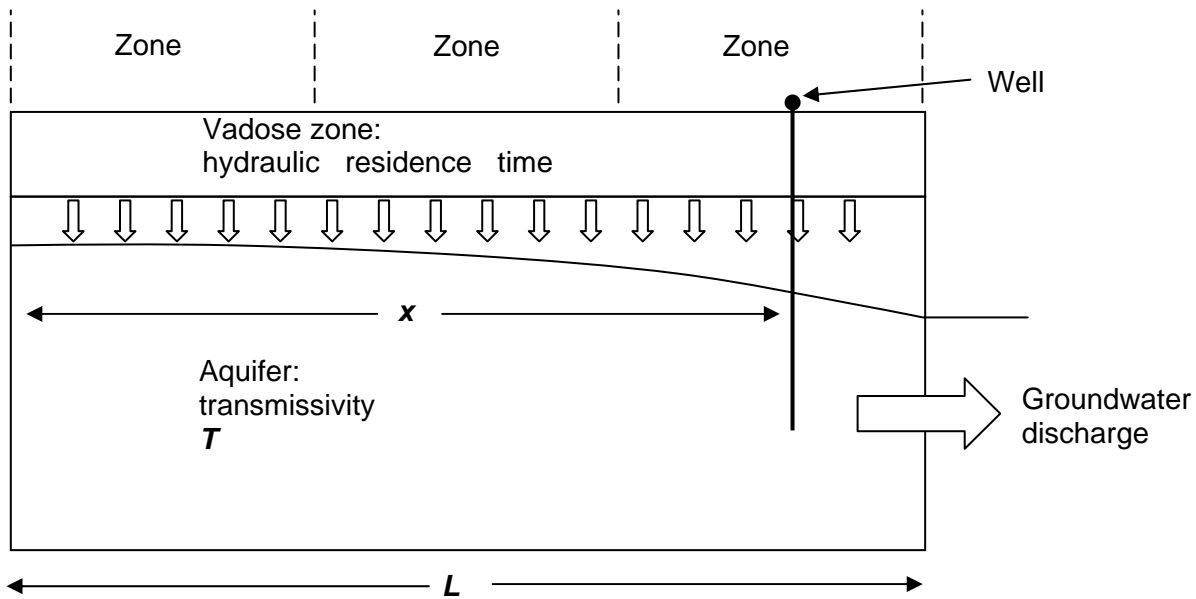 Zone Zone Zone
Well
Vadose zone:
hydraulic residence time
x
Aquifer:
transmissivity
T
Groundwater
discharge
L